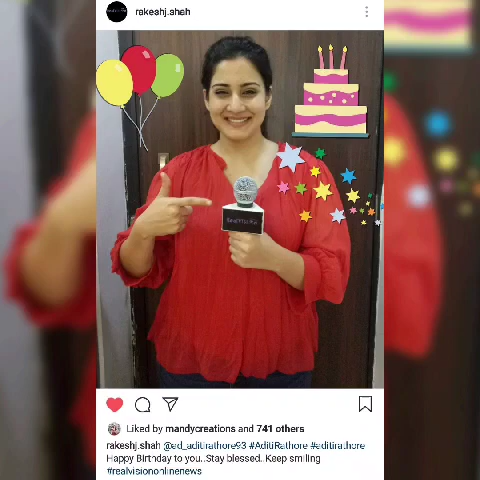 rakeshj.shah
Liked by mandycreations and 741 others
rakeshj.shah @ad_aditirathore93 #AditiRathore #aditirathore
Happy Birthday to you..Stay blessed..Keep smiling
#realvisiononlinenews